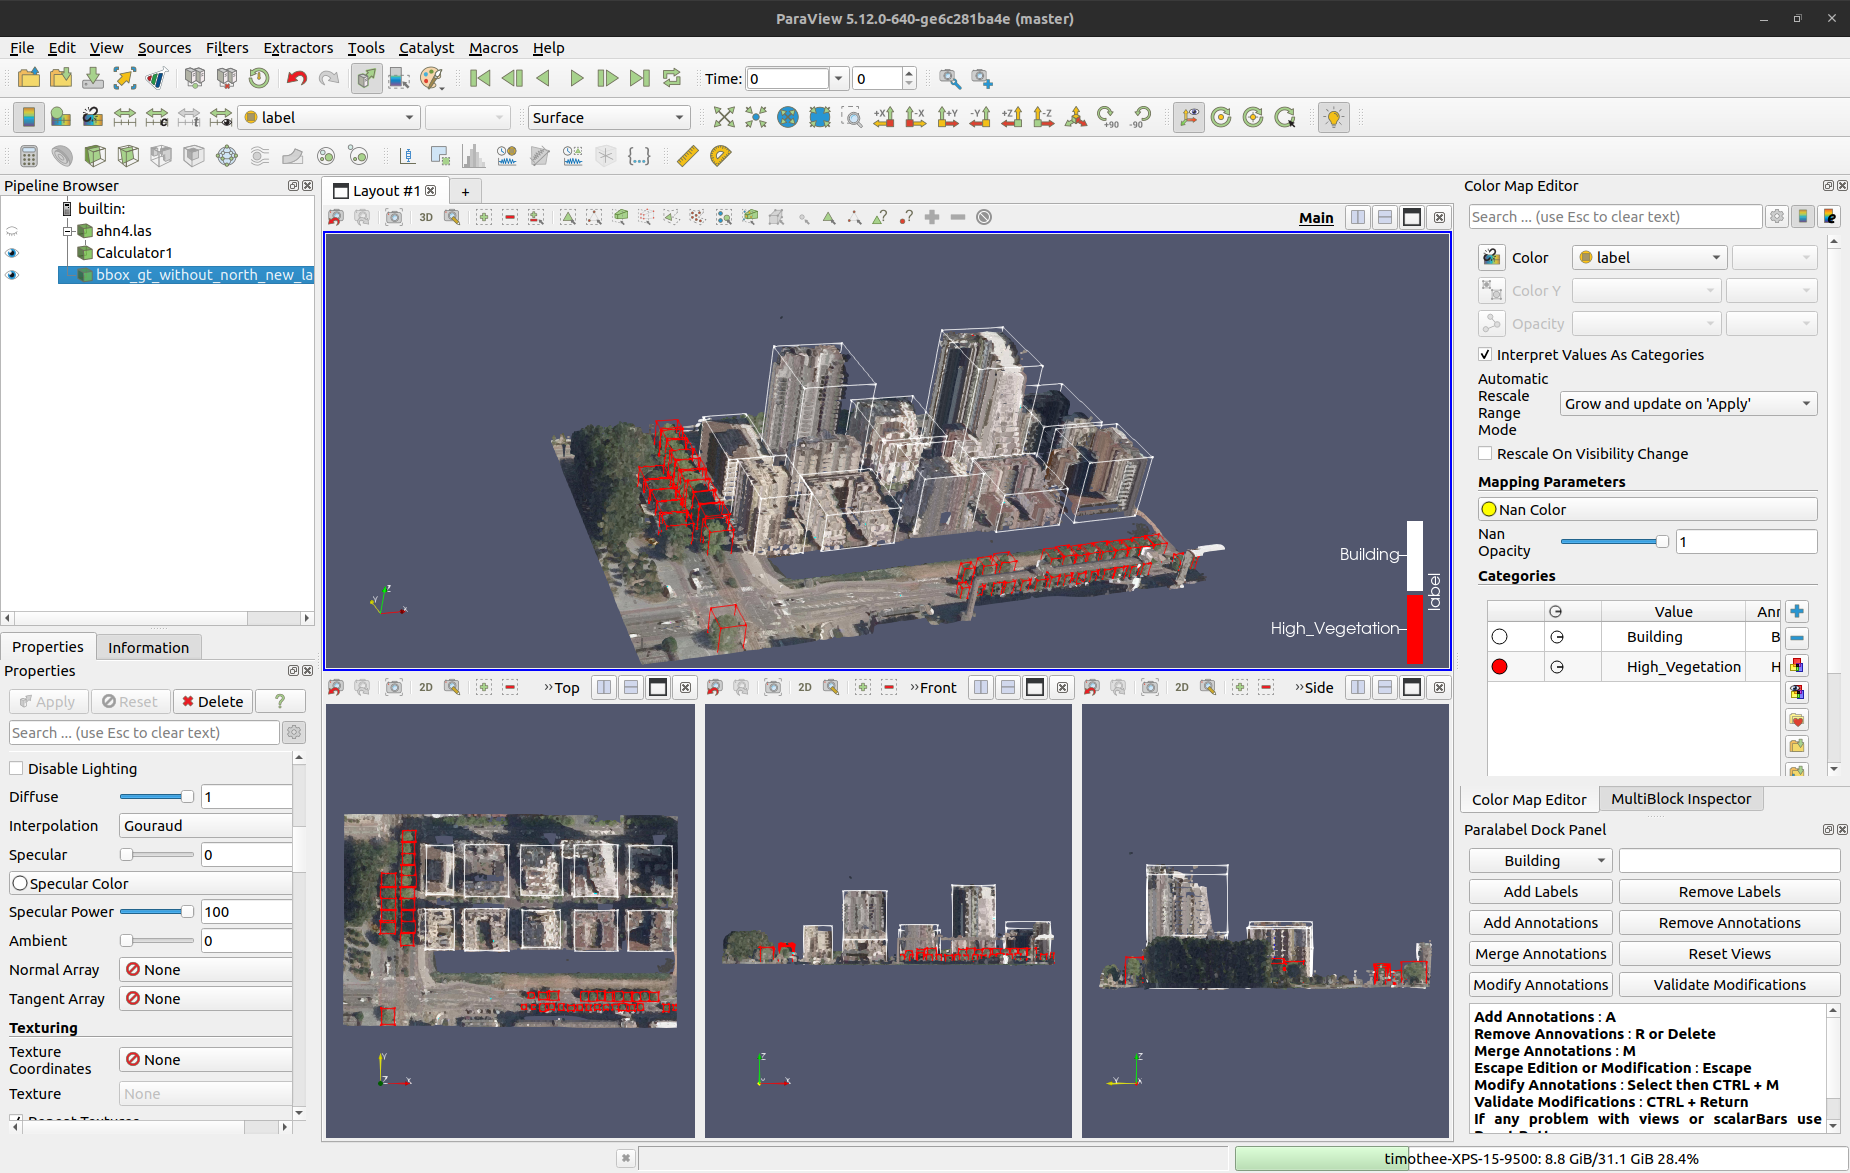 ParaView 5.12.0-640-ge6c281ba4e (master)
File Edit View Sources Filters Extractors Tools Catalyst Macros Help
Time: 0 0
label Surface
+X -X +Y -Y +Z -Z +90 -90
Pipeline Browser
builtin:
ahn4.las
Calculator1
bbox_gt_without_north_new_la
Properties Information
Properties
Apply Reset Delete ?
Search ... (use Esc to clear text)
Disable Lighting
Diffuse 1
Interpolation Gouraud
Specular 0
Specular Color
Specular Power 100
Ambient 0
Normal Array None
Tangent Array None
Texturing
Texture Coordinates None
Texture None
Layout #1 +
3D Main
Building
High_Vegetation
label
2D »Top
2D »Front
2D »Side
Color Map Editor
Search ... (use Esc to clear text)
Color label
Color Y
Opacity
Interpret Values As Categories
Automatic
Rescale
Range
Mode
Grow and update on 'Apply'
Rescale On Visibility Change
Mapping Parameters
Nan Color
Nan
Opacity
1
Categories
Value Anr
Building B
High_Vegetation H
Color Map Editor MultiBlock Inspector
Paralabel Dock Panel
Building
Add Labels Remove Labels
Add Annotations Remove Annotations
Merge Annotations Reset Views
Modify Annotations Validate Modifications
Add Annotations : A
Remove Annovations : R or Delete
Merge Annotations : M
Escape Edition or Modification : Escape
Modify Annotations : Select then CTRL + M
Validate Modifications : CTRL + Return
If any problem with views or scalarBars use
timothee-XPS-15-9500: 8.8 GiB/31.1 GiB 28.4%